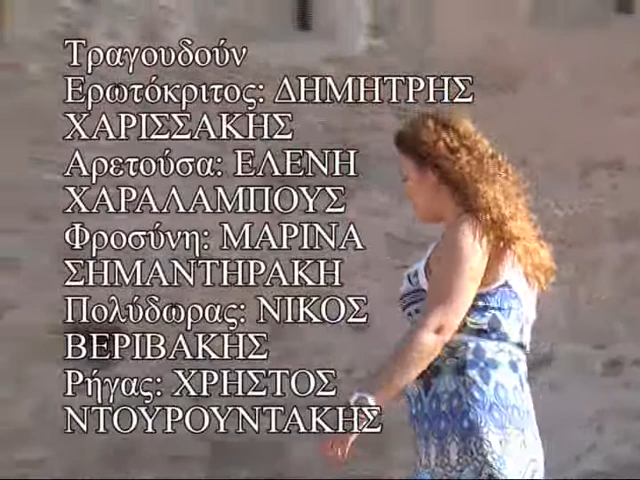 Τραγουδούν
Ερωτόκριτος: ΔΗΜΗΤΡΗΣ
ΧΑΡΙΣΣΑΚΗΣ
Αρετούσα: ΕΛΕΝΗ
ΧΑΡΑΛΑΜΠΟΥΣ
Φροσύνη: ΜΑΡΙΝΑ
ΣΗΜΑΝΤΗΡΑΚΗ
Πολύδωρας: ΝΙΚΟΣ
ΒΕΡΙΒΑΚΗΣ
Ρήγας: ΧΡΗΣΤΟΣ
ΝΤΟΥΡΟΥΝΤΑΚΗΣ